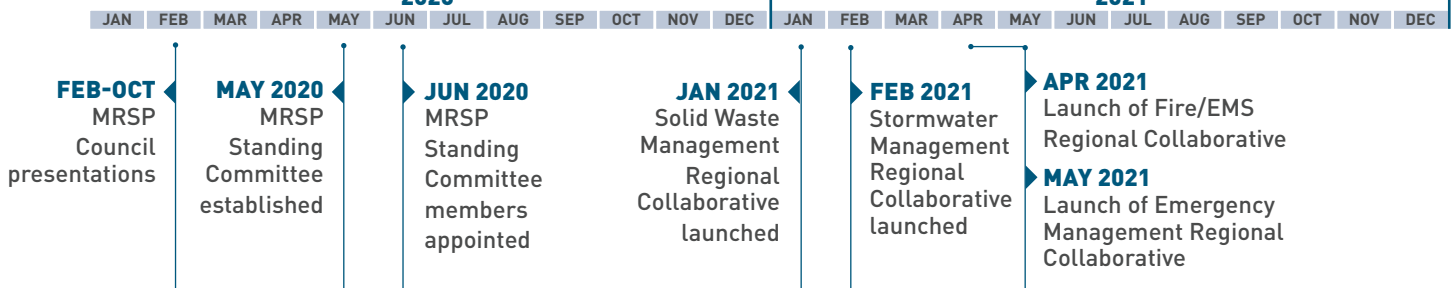 2020 2021
JAN FEB MAR APR MAY JUN JUL AUG SEP OCT NOV DEC JAN FEB MAR APR MAY JUN JUL AUG SEP OCT NOV DEC
FEB-OCT
MRSP
Council
presentations
MAY 2020
MRSP
Standing
Committee
established
JUN 2020
MRSP
Standing
Committee
members
appointed
JAN 2021
Solid Waste
Management
Regional
Collaborative
launched
FEB 2021
Stormwater
Management
Regional
Collaborative
launched
APR 2021
Launch of Fire/EMS
Regional Collaborative
MAY 2021
Launch of Emergency
Management Regional
Collaborative